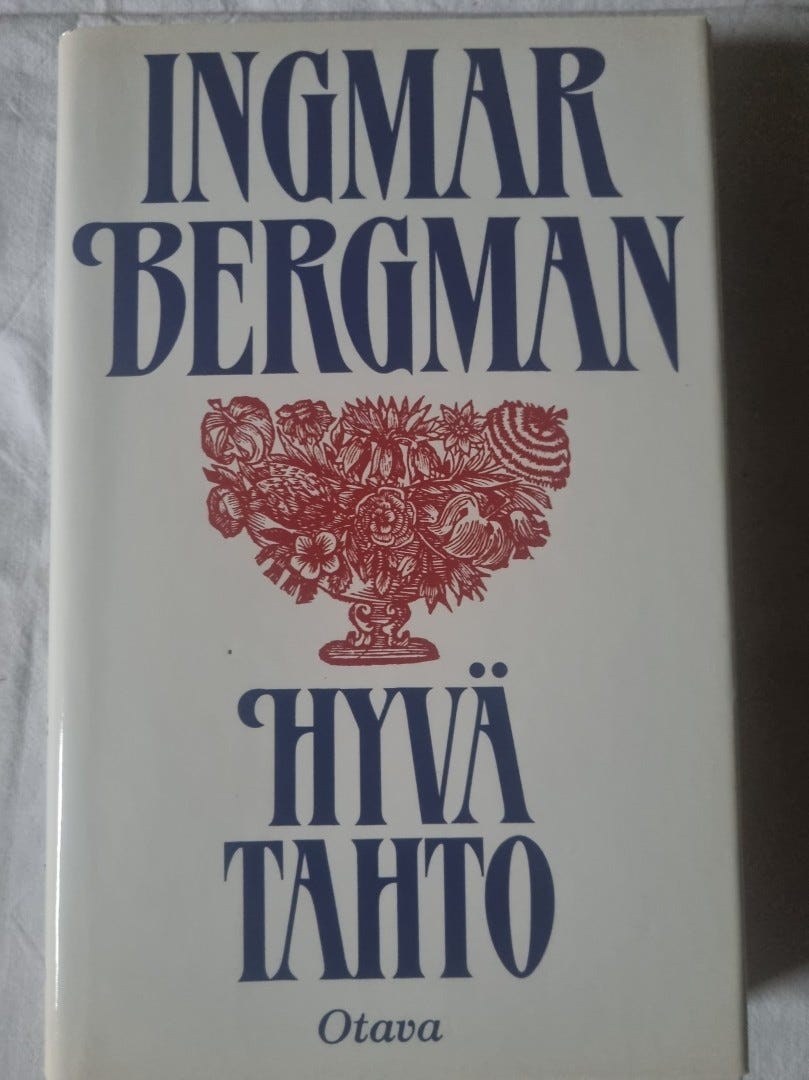 INGMAR
BERGMAN
HYVÄ
TAHTO
Otava